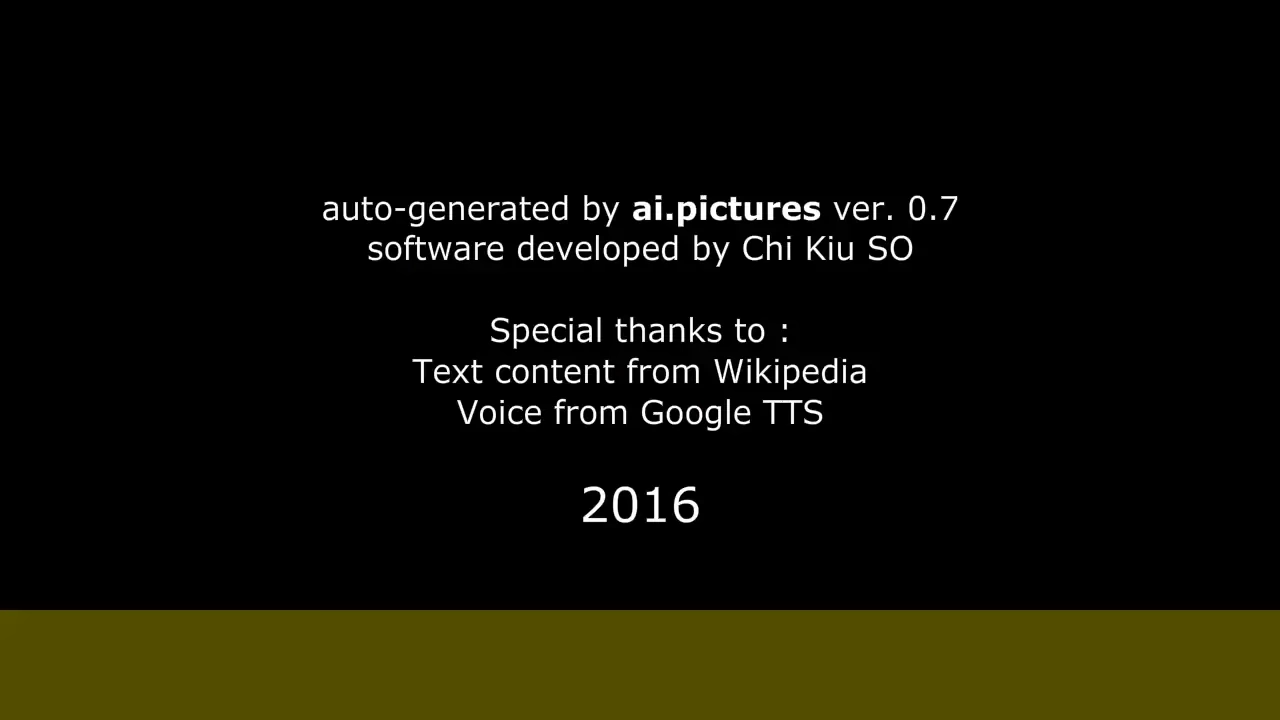 auto-generated by ai.pictures ver. 0.7
software developed by Chi Kiu SO
Special thanks to :
Text content from Wikipedia
Voice from Google TTS
2016